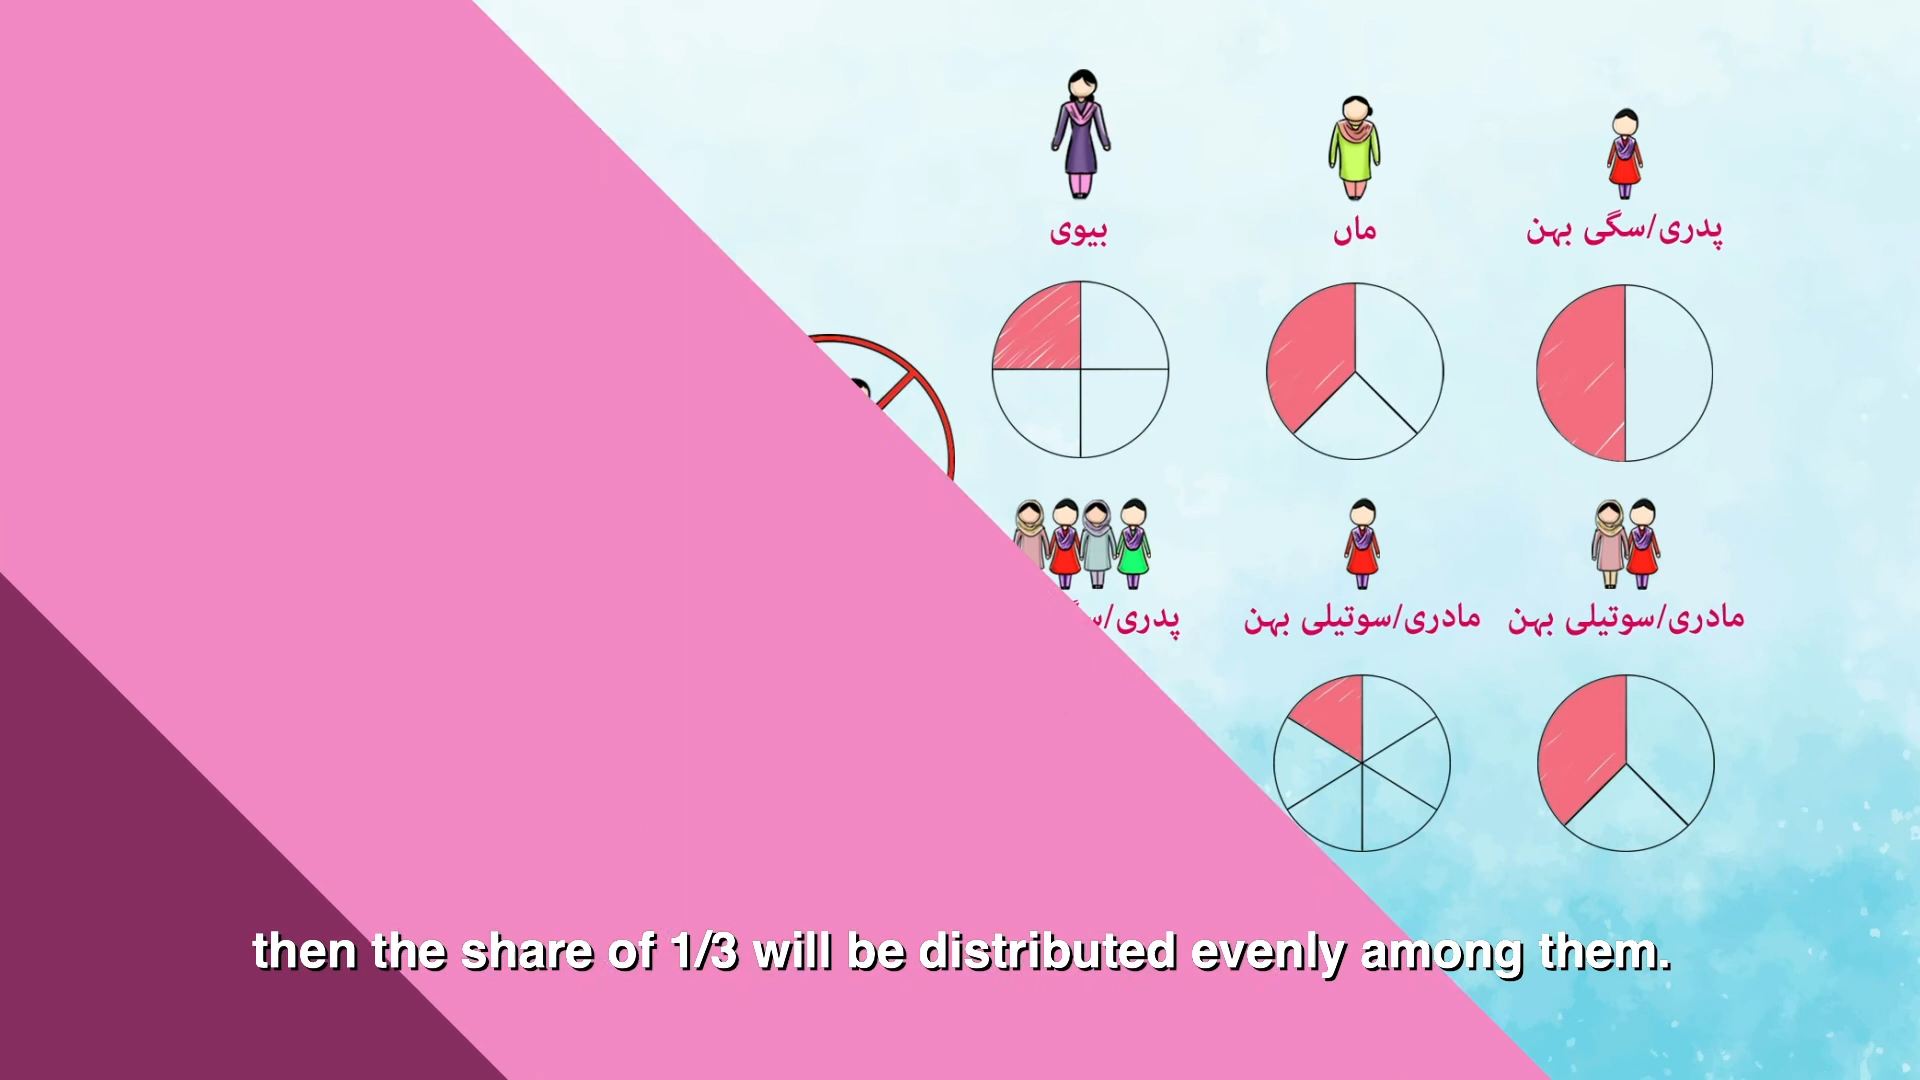 بیوی
ماں
پدری/سگی بہن
پدری/
مادری/سوتیلی بہن
مادری/سوتیلی بہن
then the share of 1/3 will be distributed evenly among them.